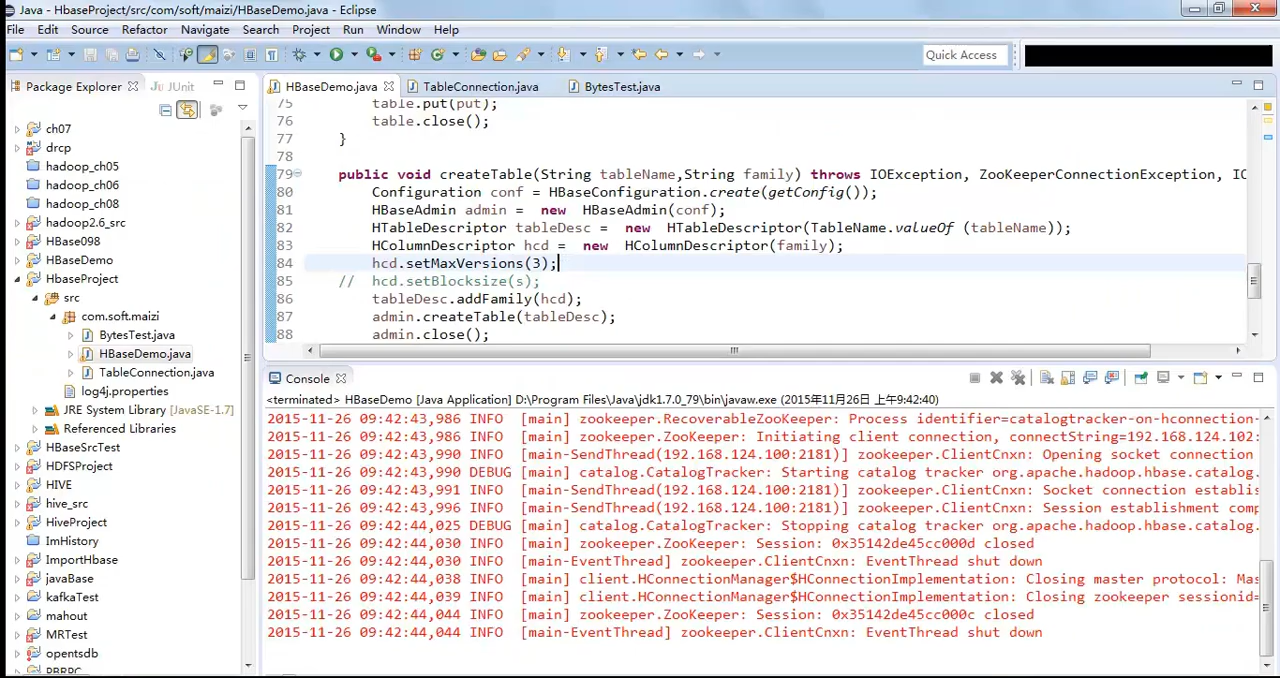 Java - HbaseProject/src/com/soft/maizi/HBaseDemo.java - Eclipse
File Edit Source Refactor Navigate Search Project Run Window Help
Quick Access
Package Explorer JUnit
ch07
drcp
hadoop_ch05
hadoop_ch06
hadoop_ch08
hadoop2.6_src
HBase098
HBaseDemo
HbaseProject
src
com.soft.maizi
BytesTest.java
HBaseDemo.java
TableConnection.java
log4j.properties
JRE System Library [JavaSE-1.7]
Referenced Libraries
HBaseSrcTest
HDFSProject
HIVE
hive_src
HiveProject
ImHistory
ImportHbase
javaBase
kafkaTest
mahout
MRTest
opentsdb
PBRPC
HBaseDemo.java TableConnection.java BytesTest.java
75 table.put(put);
76 table.close();
77 }
78
79 public void createTable(String tableName,String family) throws IOException, ZooKeeperConnectionException, IO
80 Configuration conf = HBaseConfiguration.create(getConfig());
81 HBaseAdmin admin = new HBaseAdmin(conf);
82 HTableDescriptor tableDesc = new HTableDescriptor(TableName.valueOf (tableName));
83 HColumnDescriptor hcd = new HColumnDescriptor(family);
84 hcd.setMaxVersions(3);
85 // hcd.setBlocksize(s);
86 tableDesc.addFamily(hcd);
87 admin.createTable(tableDesc);
88 admin.close();
Console
<terminated> HBaseDemo [Java Application] D:\Program Files\Java\jdk1.7.0_79\bin\javaw.exe (2015年11月26日 上午9:42:40)
2015-11-26 09:42:43,986 INFO [main] zookeeper.RecoverableZooKeeper: Process identifier=catalogtracker-on-hconnection-
2015-11-26 09:42:43,986 INFO [main] zookeeper.ZooKeeper: Initiating client connection, connectString=192.168.124.102:
2015-11-26 09:42:43,990 INFO [main-SendThread(192.168.124.100:2181)] zookeeper.ClientCnxn: Opening socket connection
2015-11-26 09:42:43,990 DEBUG [main] catalog.CatalogTracker: Starting catalog tracker org.apache.hadoop.hbase.catalog.
2015-11-26 09:42:43,991 INFO [main-SendThread(192.168.124.100:2181)] zookeeper.ClientCnxn: Socket connection establis
2015-11-26 09:42:43,996 INFO [main-SendThread(192.168.124.100:2181)] zookeeper.ClientCnxn: Session establishment comp
2015-11-26 09:42:44,025 DEBUG [main] catalog.CatalogTracker: Stopping catalog tracker org.apache.hadoop.hbase.catalog.
2015-11-26 09:42:44,030 INFO [main] zookeeper.ZooKeeper: Session: 0x35142de45cc000d closed
2015-11-26 09:42:44,030 INFO [main-EventThread] zookeeper.ClientCnxn: EventThread shut down
2015-11-26 09:42:44,038 INFO [main] client.HConnectionManager$HConnectionImplementation: Closing master protocol: Mas
2015-11-26 09:42:44,038 INFO [main] client.HConnectionManager$HConnectionImplementation: Closing zookeeper sessionid=
2015-11-26 09:42:44,044 INFO [main] zookeeper.ZooKeeper: Session: 0x35142de45cc000c closed
2015-11-26 09:42:44,044 INFO [main-EventThread] zookeeper.ClientCnxn: EventThread shut down